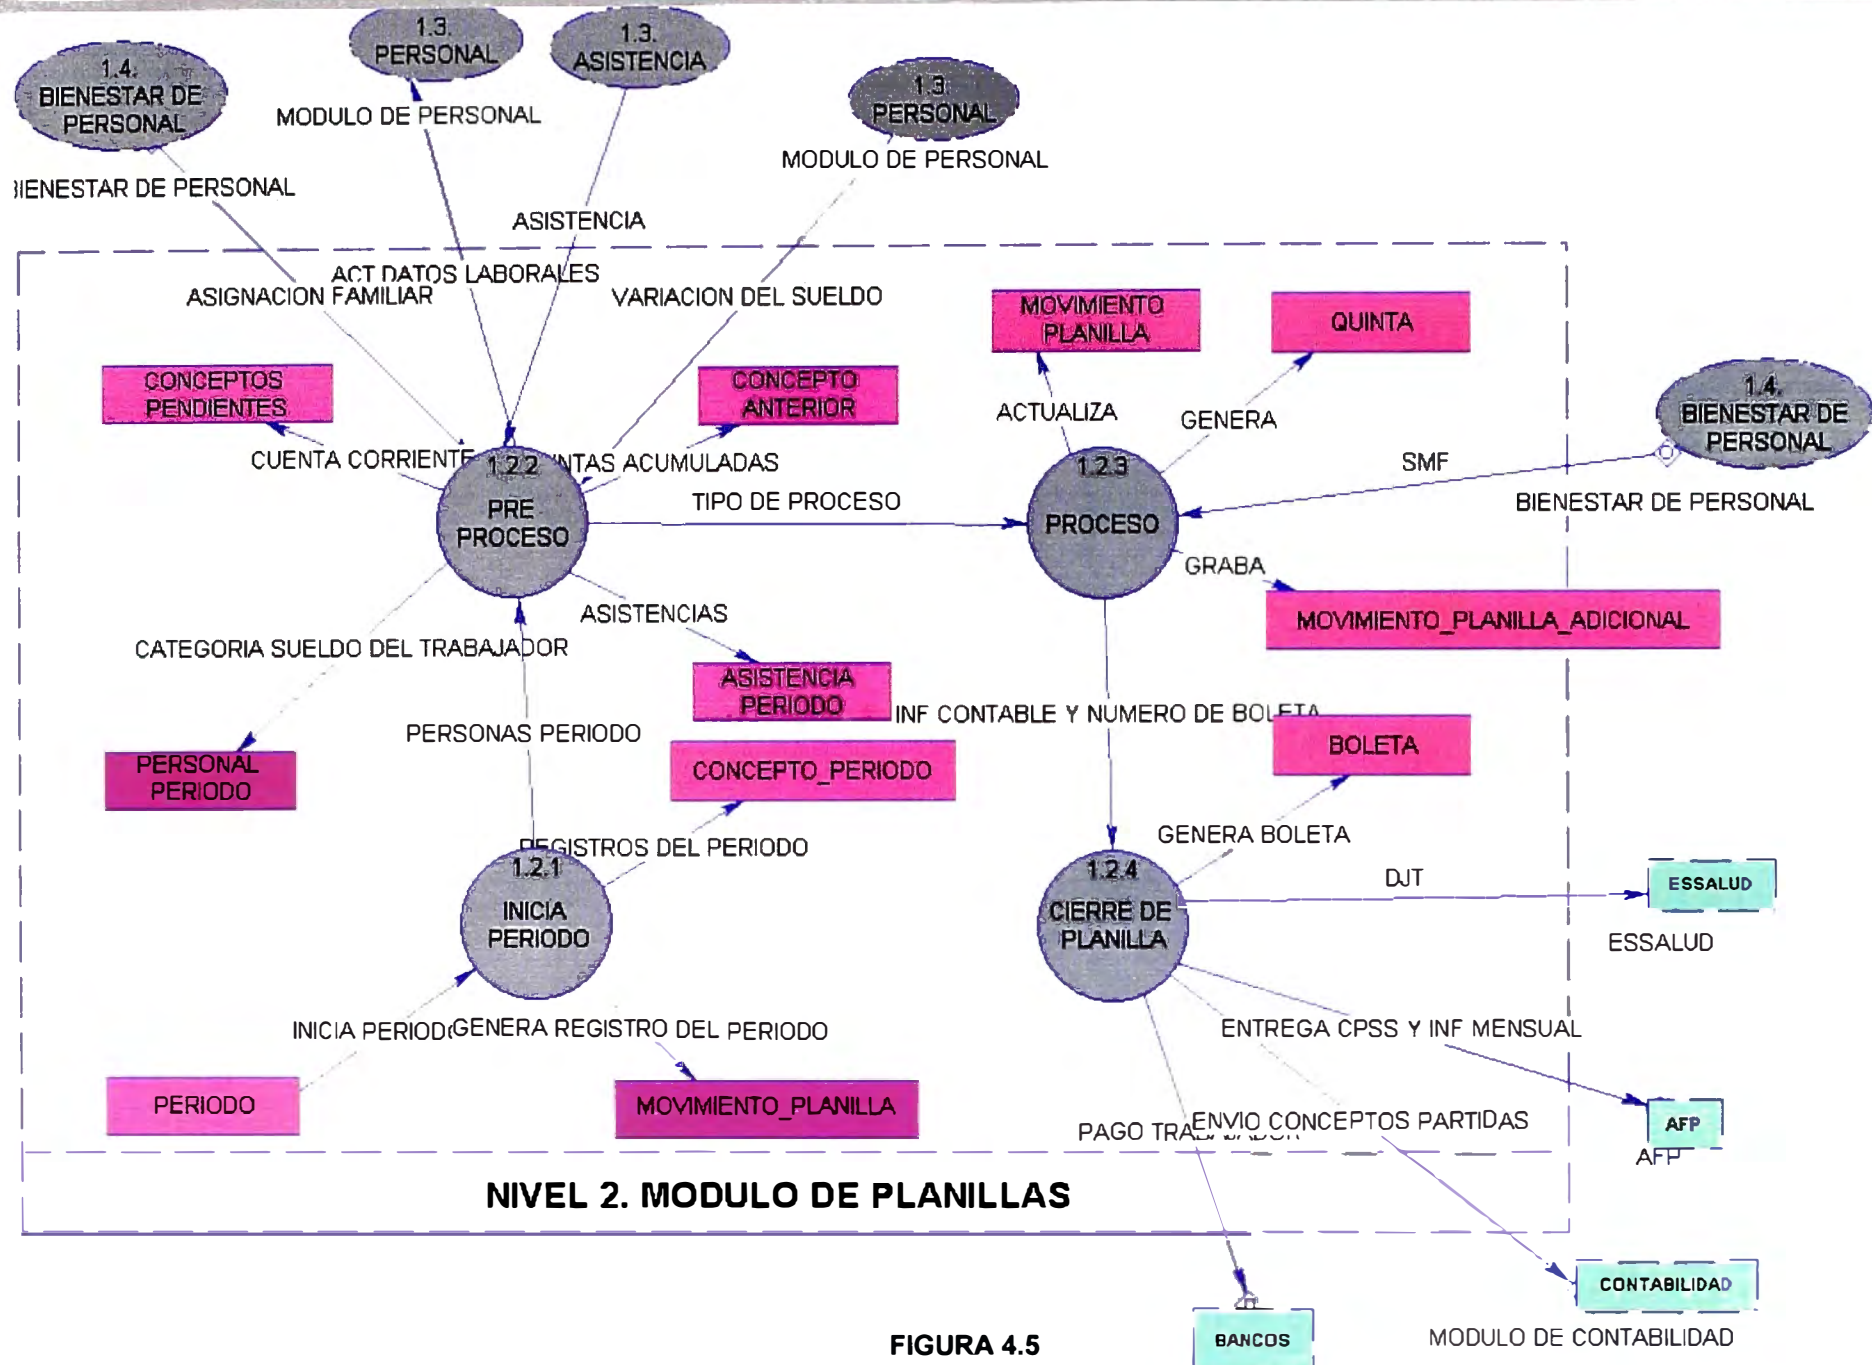 1.3.
PERSONAL
1.3.
ASISTENCIA
1.4.
BIENESTAR DE
PERSONAL
1.3.
PERSONAL
MODULO DE PERSONAL
MODULO DE PERSONAL
BIENESTAR DE PERSONAL
ASISTENCIA
ACT DATOS LABORALES
ASIGNACION FAMILIAR
VARIACION DEL SUELDO
MOVIMIENTO
PLANILLA
QUINTA
CONCEPTOS
PENDIENTES
CONCEPTO
ANTERIOR
1.4.
BIENESTAR DE
PERSONAL
ACTUALIZA
GENERA
CUENTA CORRIENTE
NTAS ACUMULADAS
SMF
1.2.2
PRE
PROCESO
TIPO DE PROCESO
1.2.3
PROCESO
BIENESTAR DE PERSONAL
GRABA
ASISTENCIAS
MOVIMIENTO_PLANILLA_ADICIONAL
CATEGORIA SUELDO DEL TRABAJADOR
ASISTENCIA
PERIODO
INF CONTABLE Y NUMERO DE BOLETA
PERSONAS PERIODO
BOLETA
PERSONAL
PERIODO
CONCEPTO_PERIODO
GENERA BOLETA
REGISTROS DEL PERIODO
1.2.1
INICIA
PERIODO
1.2.4
CIERRE DE
PLANILLA
DJT
ESSALUD
ESSALUD
INICIA PERIODO
GENERA REGISTRO DEL PERIODO
ENTREGA CPSS Y INF MENSUAL
PERIODO
MOVIMIENTO_PLANILLA
PAGO TRABAJADOR
ENVIO CONCEPTOS PARTIDAS
AFP
AFP
NIVEL 2. MODULO DE PLANILLAS
CONTABILIDAD
MODULO DE CONTABILIDAD
BANCOS
FIGURA 4.5